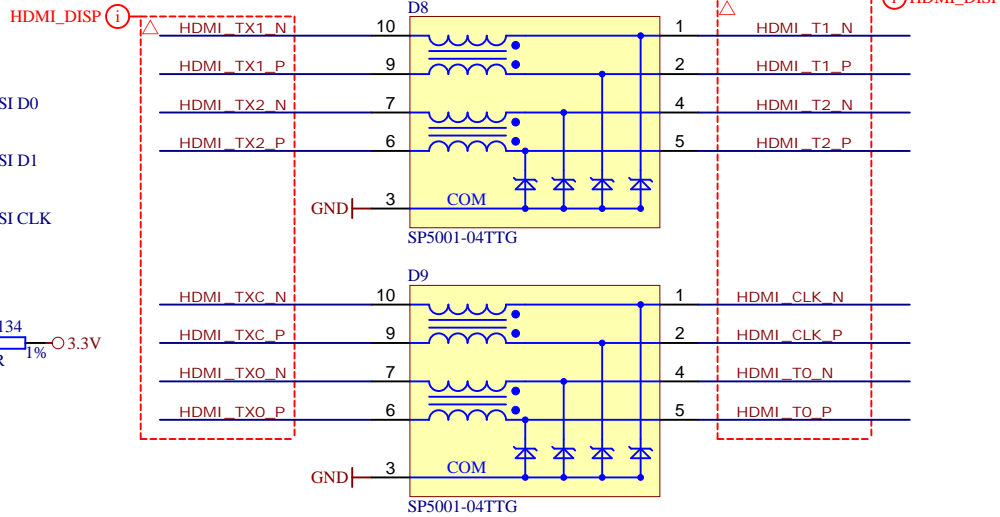 HDMI_DISP i
HDMI_DISP
D8
HDMI_TX1_N 10 1 HDMI_T1_N
HDMI_TX1_P 9 2 HDMI_T1_P
SI D0
HDMI_TX2_N 7 4 HDMI_T2_N
HDMI_TX2_P 6 5 HDMI_T2_P
SI D1
GND 3 COM
SI CLK
SP5001-04TTG
D9
HDMI_TXC_N 10 1 HDMI_CLK_N
134
HDMI_TXC_P 9 2 HDMI_CLK_P
3.3V
R 1%
HDMI_TX0_N 7 4 HDMI_T0_N
HDMI_TX0_P 6 5 HDMI_T0_P
GND 3 COM
SP5001-04TTG